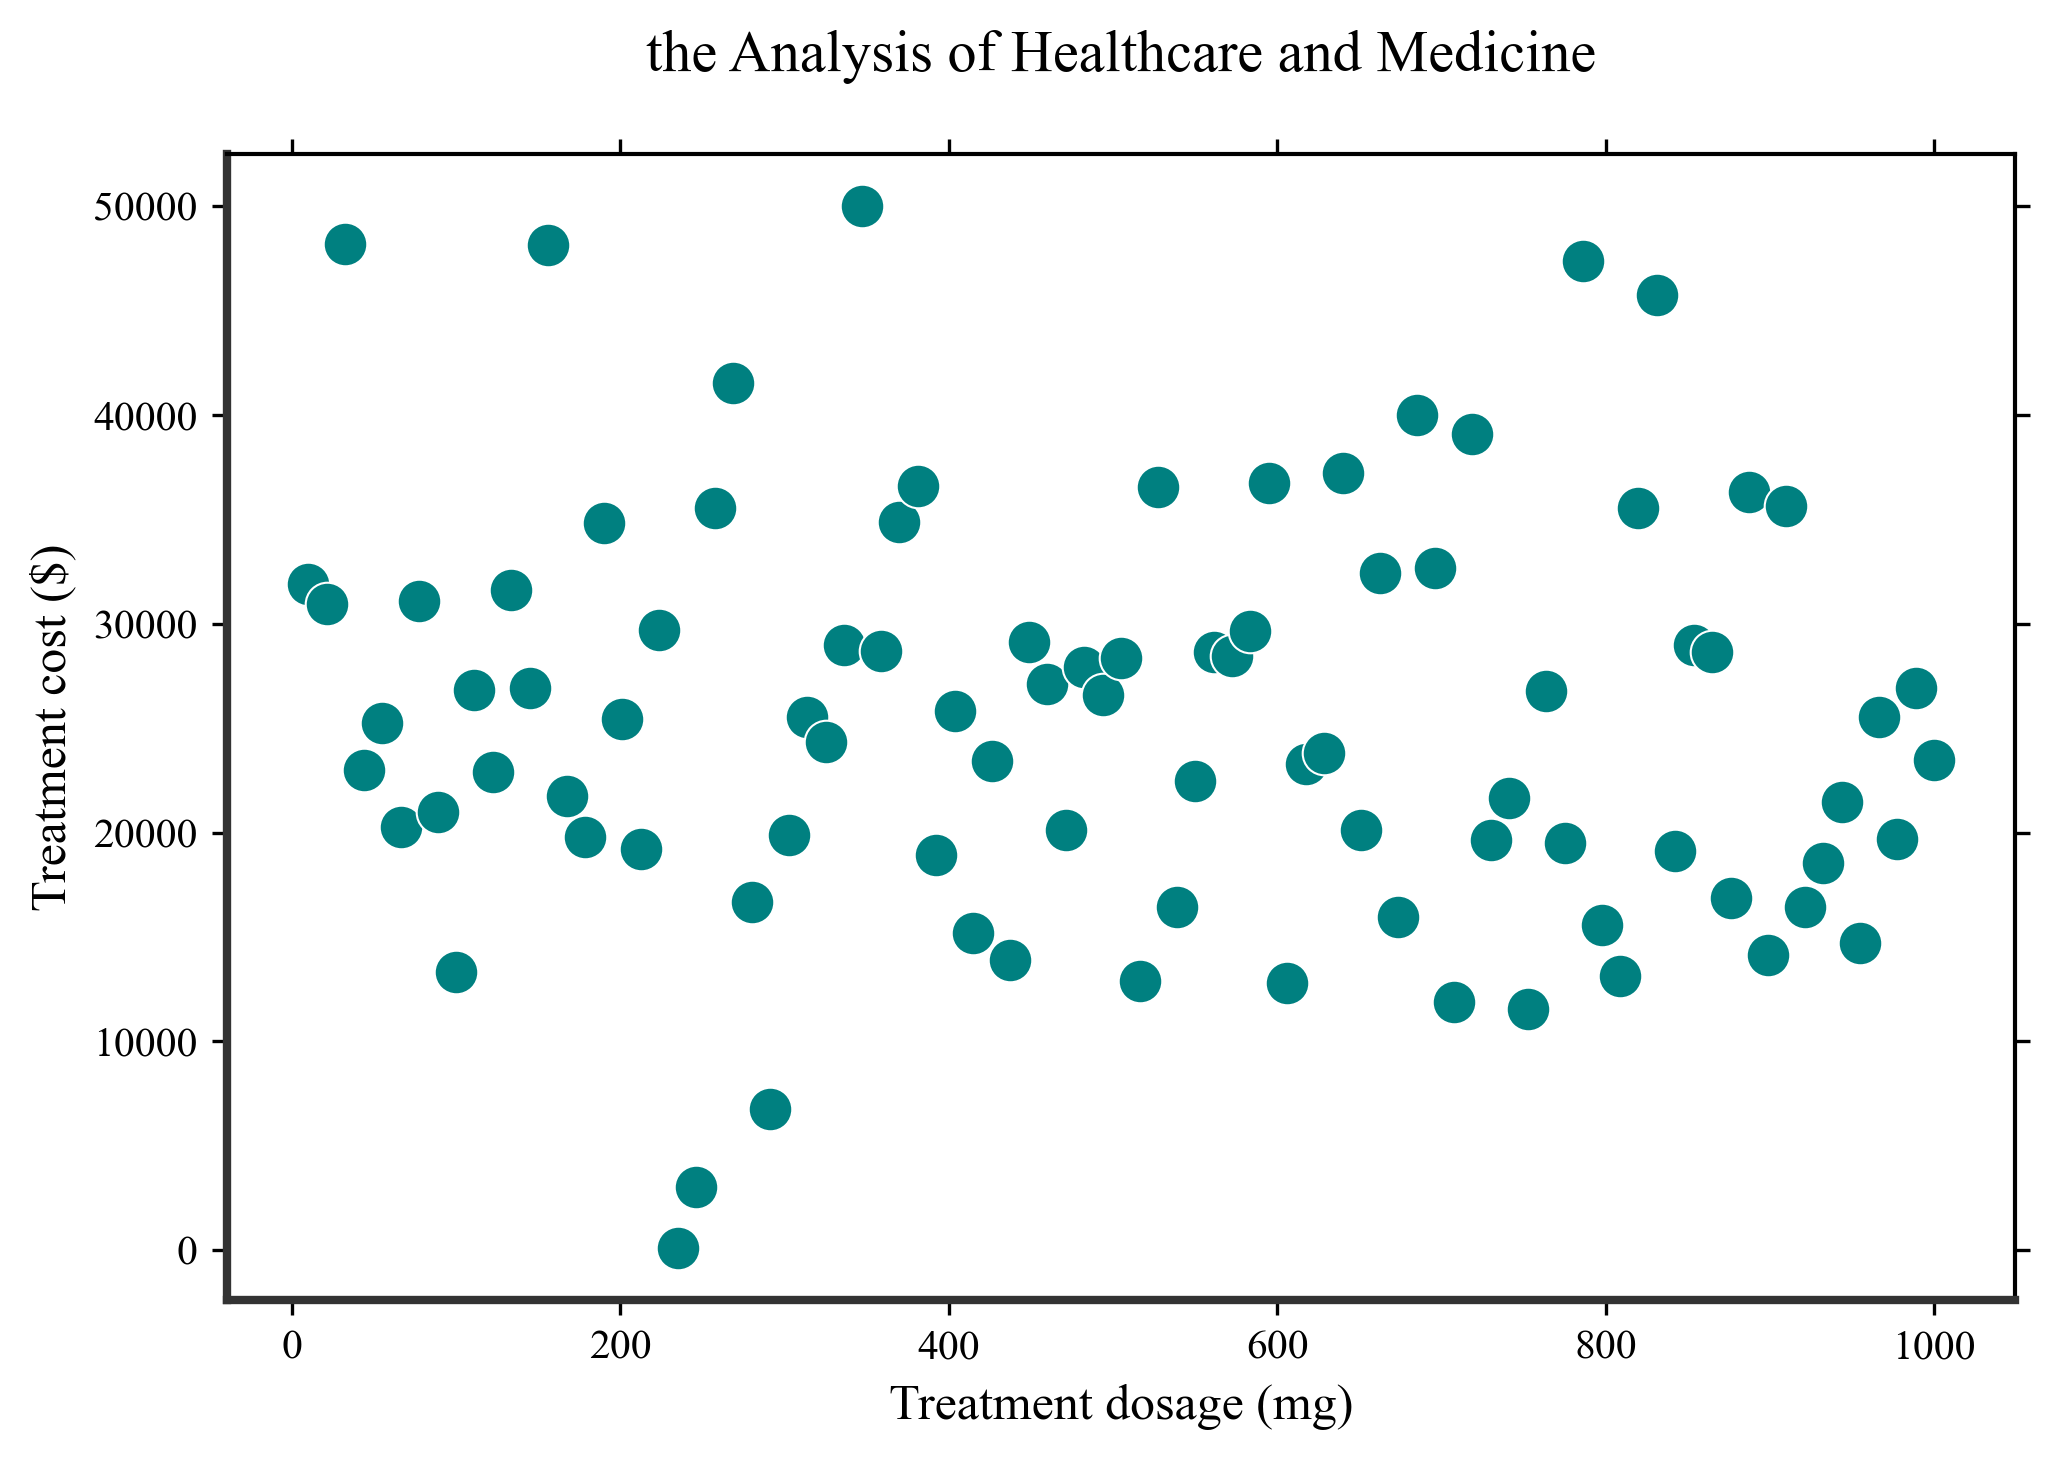 the Analysis of Healthcare and Medicine
50000
40000
30000
20000
10000
0
Treatment cost ($)
0 200 400 600 800 1000
Treatment dosage (mg)